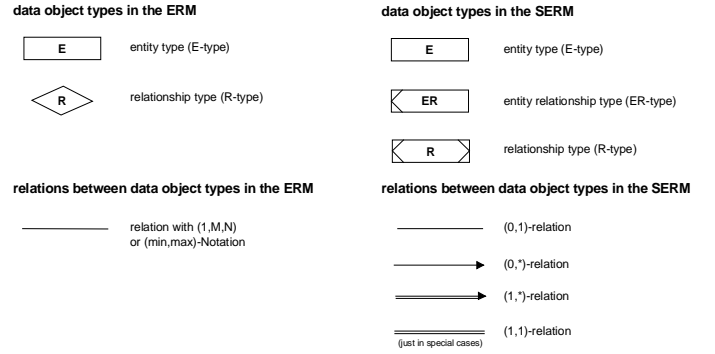 data object types in the ERM
E
entity type (E-type)
R
relationship type (R-type)
relations between data object types in the ERM
relation with (1,M,N)
or (min,max)-Notation
data object types in the SERM
E
entity type (E-type)
ER
entity relationship type (ER-type)
R
relationship type (R-type)
relations between data object types in the SERM
(0,1)-relation
(0,*)-relation
(1,*)-relation
(1,1)-relation
(just in special cases)